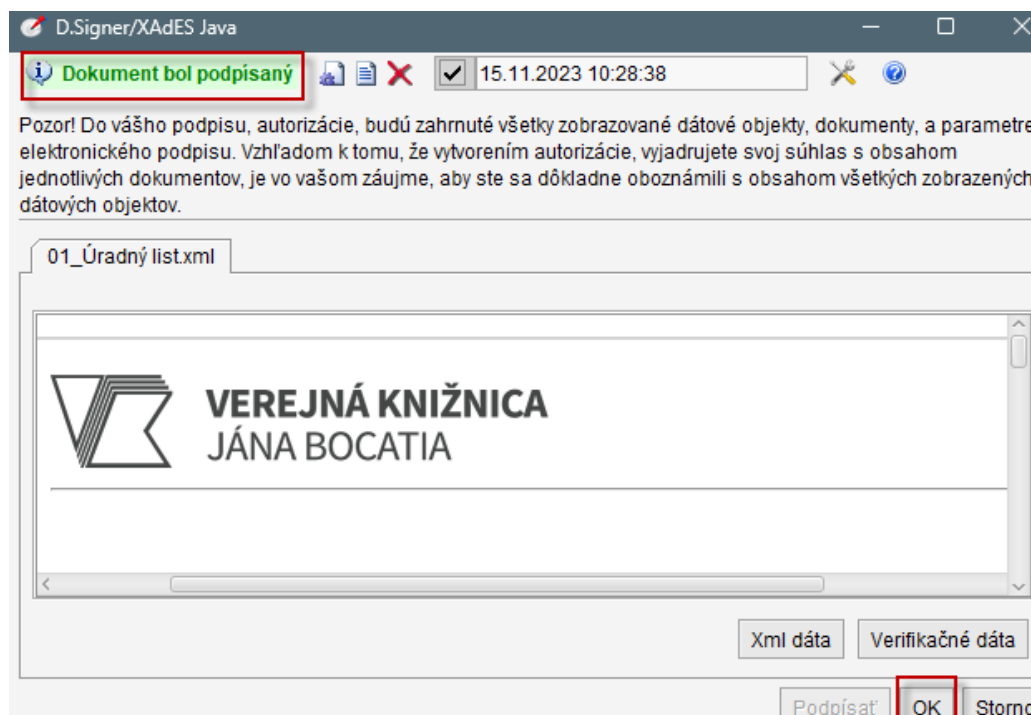 D.Signer/XAdES Java
Dokument bol podpísaný
15.11.2023 10:28:38
Pozor! Do vášho podpisu, autorizácie, budú zahrnuté všetky zobrazované dátové objekty, dokumenty, a parametre
elektronického podpisu. Vzhľadom k tomu, že vytvorením autorizácie, vyjadrujete svoj súhlas s obsahom
jednotlivých dokumentov, je vo vašom záujme, aby ste sa dôkladne oboznámili s obsahom všetkých zobrazených
dátových objektov.
01_Úradný list.xml
VEREJNÁ KNIŽNICA
JÁNA BOCATIA
Xml dáta Verifikačné dáta
Podpísať OK Storno